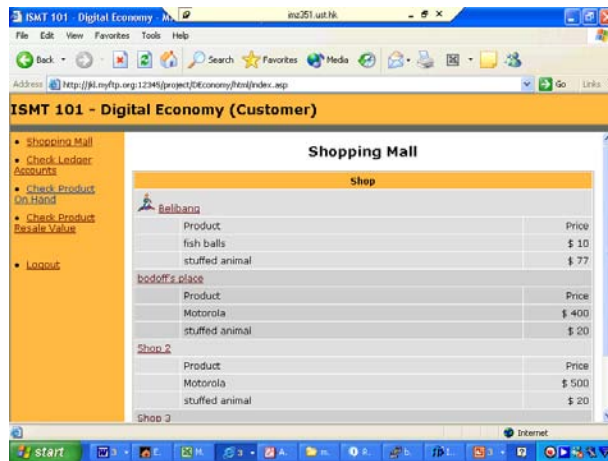 ISMT 101 - Digital Economy - M
imz351.ust.hk
File Edit View Favorites Tools Help
Back Search Favorites Media
Address http://jkl.myftp.org:12345/project/DEconomy/html/index.asp Go Links
ISMT 101 - Digital Economy (Customer)
Shopping Mall
Check Ledger
Accounts
Check Product
On Hand
Check Product
Resale Value
Logout
Shopping Mall
Shop
Belibang
Product Price
fish balls $ 10
stuffed animal $ 77
bodoff's place
Product Price
Motorola $ 400
stuffed animal $ 20
Shop 2
Product Price
Motorola $ 500
stuffed animal $ 20
Shop 3
Internet
start